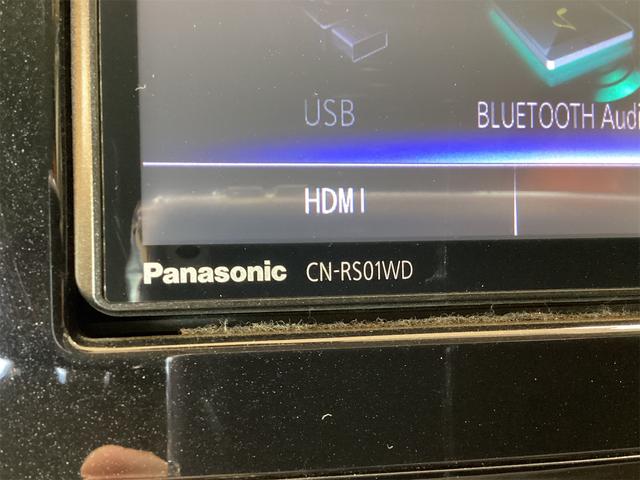 USB
BLUETOOTH Audi
HDMI
Panasonic CN-RS01WD